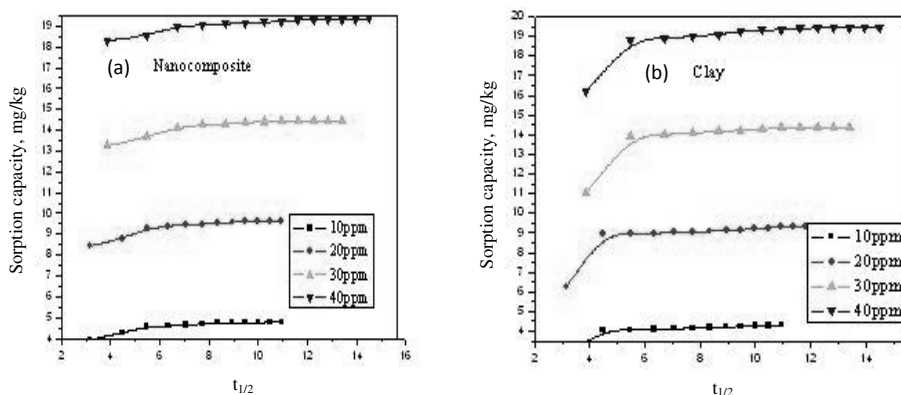 Sorption capacity, mg/kg
19
18
17
16
15
14
13
12
11
10
9
8
7
6
5
4
(a) Nanocomposite
10ppm
20ppm
30ppm
40ppm
2 4 6 8 10 12 14 16
t1/2
Sorption capacity, mg/kg
20
19
18
17
16
15
14
13
12
11
10
9
8
7
6
5
4
(b) Clay
10ppm
20ppm
30ppm
40ppm
2 4 6 8 10 12 14
t1/2